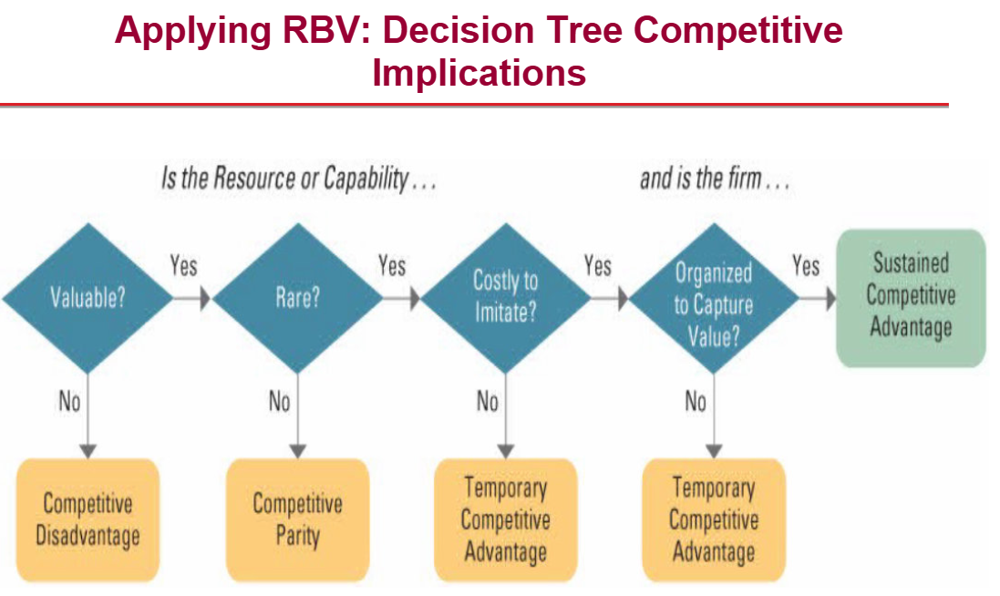 Applying RBV: Decision Tree Competitive
Implications
Is the Resource or Capability . . .
and is the firm . . .
Valuable?
Yes
Rare?
Yes
Costly to
Imitate?
Yes
Organized
to Capture
Value?
Yes
Sustained
Competitive
Advantage
No
No
No
No
Competitive
Disadvantage
Competitive
Parity
Temporary
Competitive
Advantage
Temporary
Competitive
Advantage